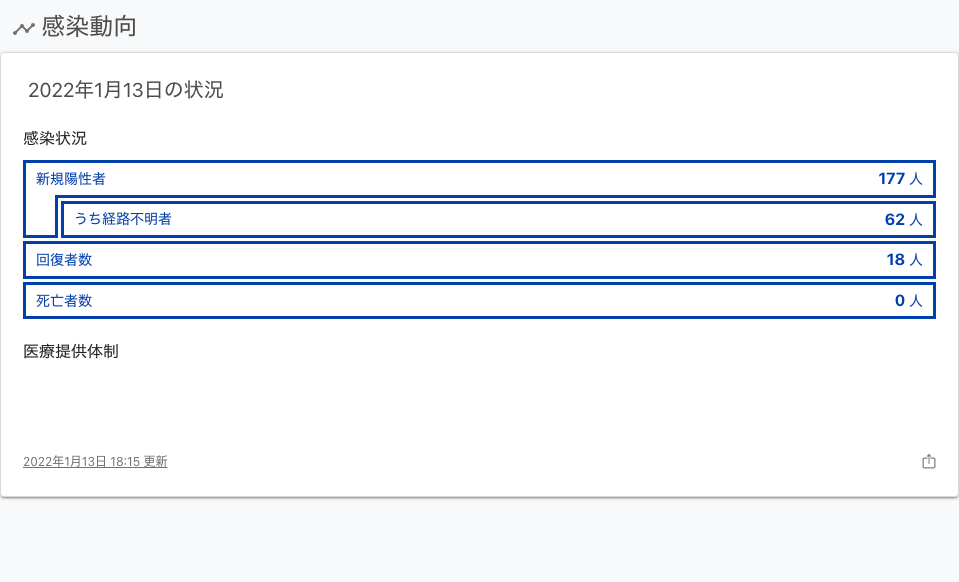 感染動向
2022年1月13日の状況
感染状況
新規陽性者 177 人
うち経路不明者 62 人
回復者数 18 人
死亡者数 0 人
医療提供体制
2022年1月13日 18:15 更新